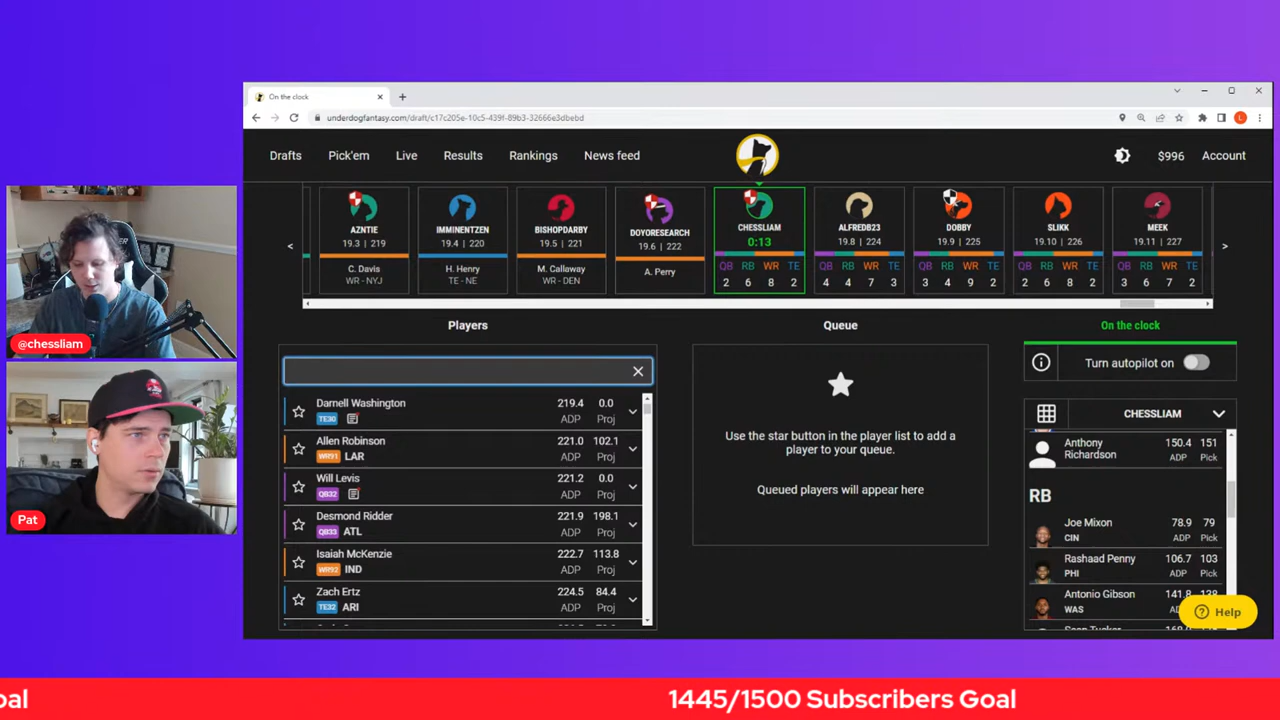 On the clock
underdogfantasy.com/draft/c17c205e-10c5-439f-89b3-32666e3dbebd
Drafts Pick'em Live Results Rankings News feed $996 Account
AZNTIE
19.3 | 219
C. Davis
WR - NYJ
IMMINENTZEN
19.4 | 220
H. Henry
TE - NE
BISHOPDARBY
19.5 | 221
M. Callaway
WR - DEN
DOYORESEARCH
19.6 | 222
A. Perry
CHESSLIAM
0:13
QB RB WR TE
2 6 8 2
ALFREDB23
19.8 | 224
QB RB WR TE
4 4 7 3
DOBBY
19.9 | 225
QB RB WR TE
3 4 9 2
SLIKK
19.10 | 226
QB RB WR TE
2 6 8 2
MEEK
19.11 | 227
QB RB WR TE
3 6 7 2
Players
Darnell Washington 219.4 0.0
TE30 ADP Proj
Allen Robinson 221.0 102.1
WR91 LAR ADP Proj
Will Levis 221.2 0.0
QB32 ADP Proj
Desmond Ridder 221.9 198.1
QB33 ATL ADP Proj
Isaiah McKenzie 222.7 113.8
WR92 IND ADP Proj
Zach Ertz 224.5 84.4
TE32 ARI ADP Proj
Queue
Use the star button in the player list to add a
player to your queue.
Queued players will appear here
On the clock
Turn autopilot on
CHESSLIAM
Anthony 150.4 151
Richardson ADP Pick
RB
Joe Mixon 78.9 79
CIN ADP Pick
Rashaad Penny 106.7 103
PHI ADP Pick
Antonio Gibson 141.8 138
WAS
Help
@chessliam
Pat
oal
1445/1500 Subscribers Goal